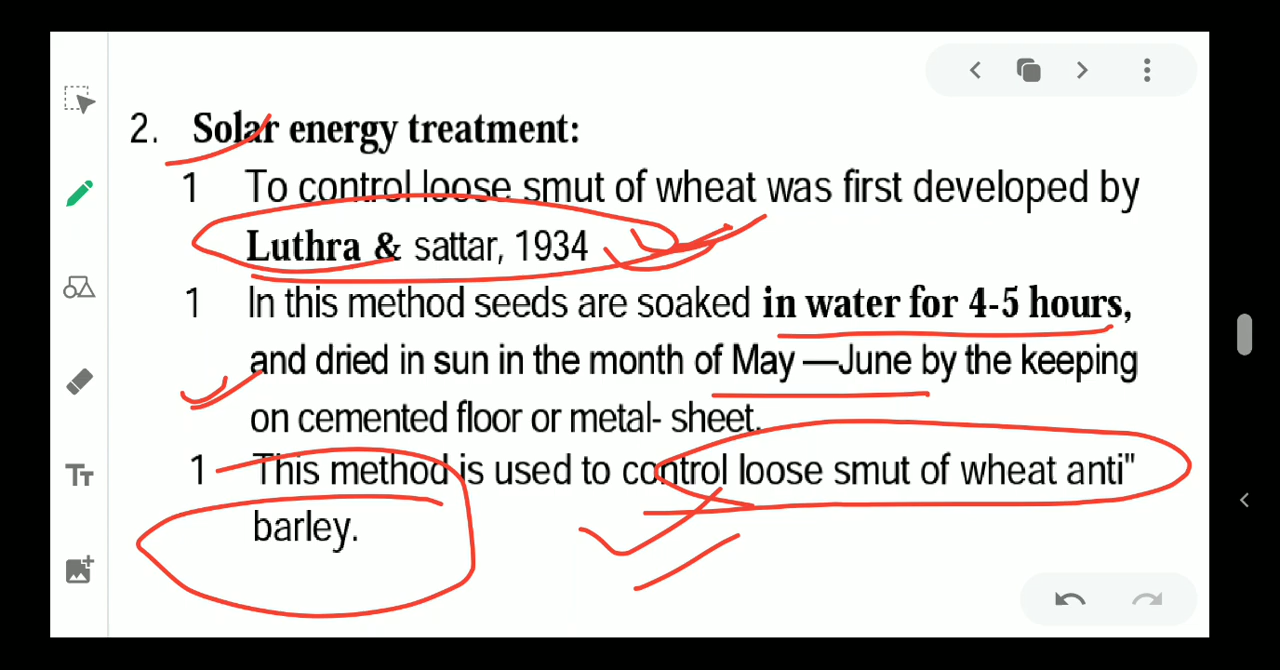 2. Solar energy treatment:
1 To control loose smut of wheat was first developed by
Luthra & sattar, 1934
1 In this method seeds are soaked in water for 4-5 hours,
and dried in sun in the month of May —June by the keeping
on cemented floor or metal- sheet.
1 This method is used to control loose smut of wheat anti"
barley.
Tт